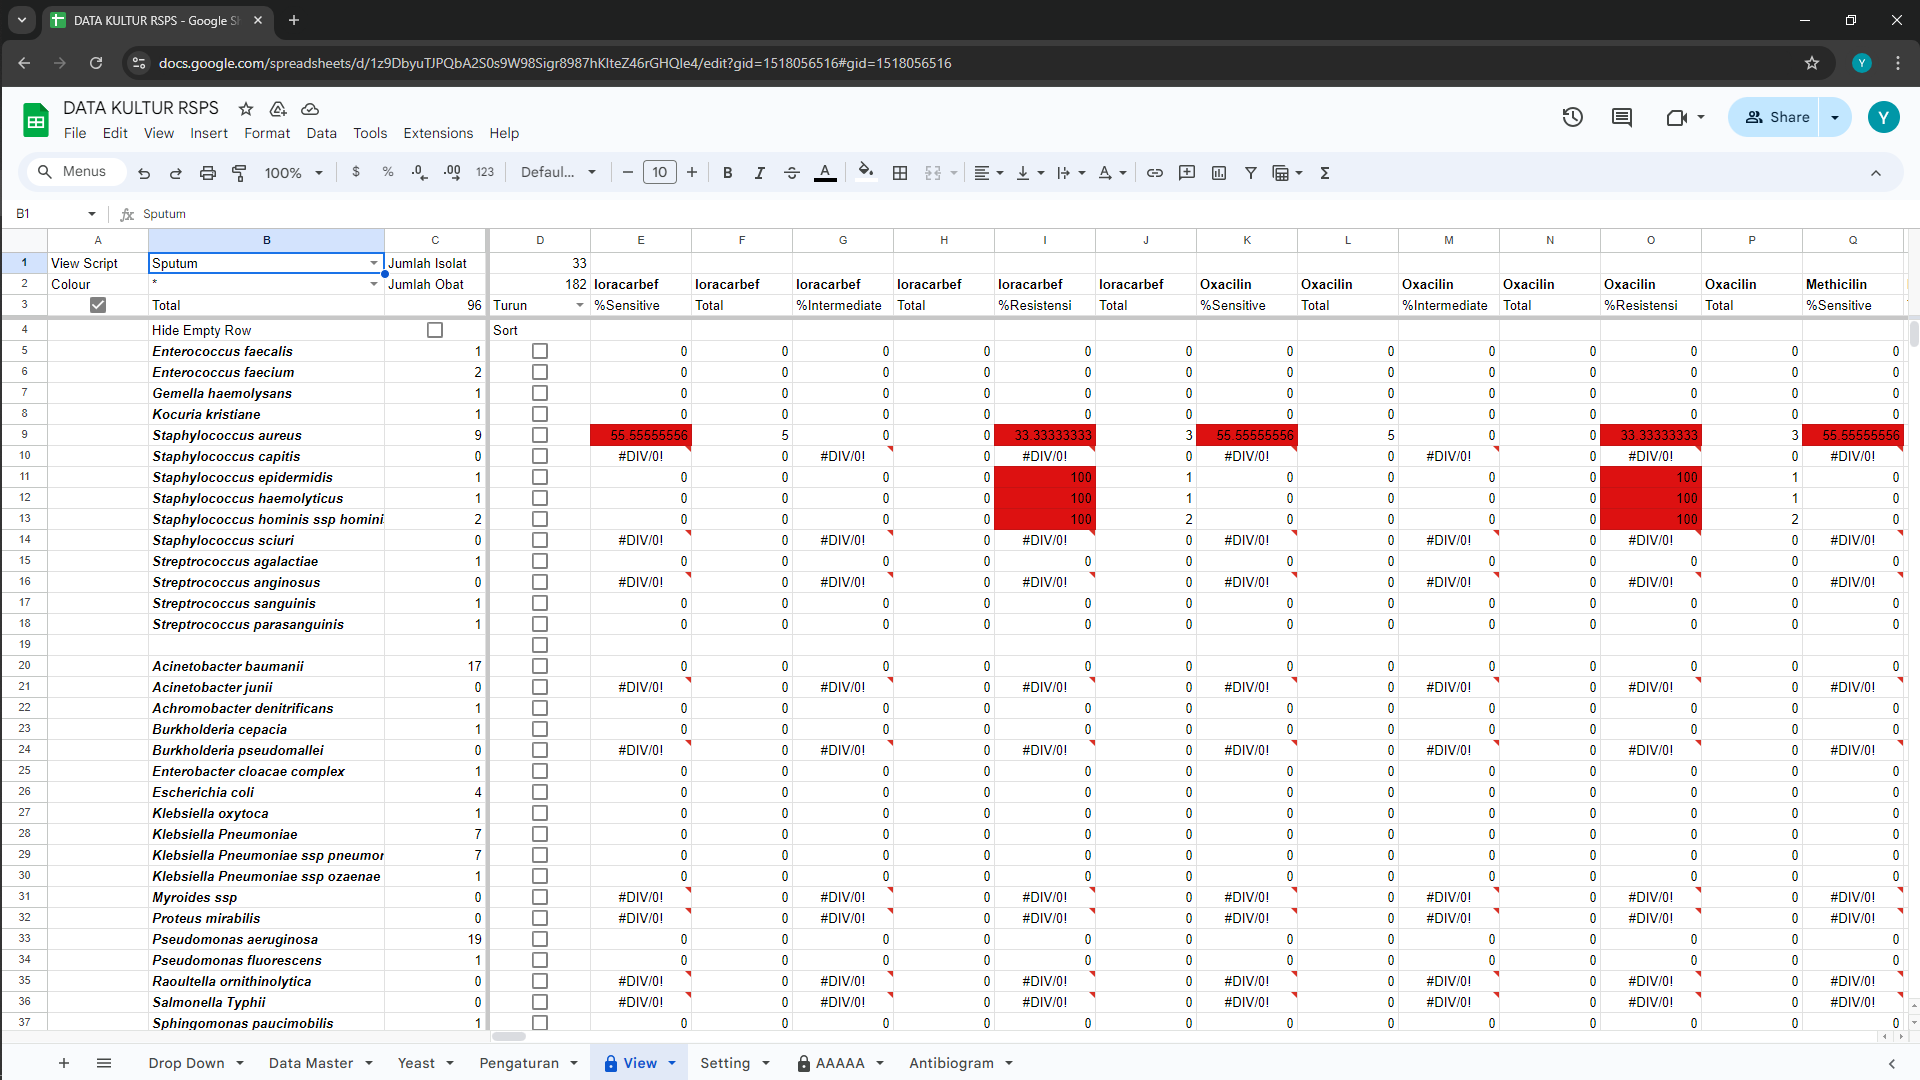 DATA KULTUR RSPS - Google Sh
docs.google.com/spreadsheets/d/1z9DbyuTJPQbA2S0s9W98Sigr8987hKlteZ46rGHQle4/edit?gid=1518056516#gid=1518056516
Y
DATA KULTUR RSPS
File Edit View Insert Format Data Tools Extensions Help
Share
Y
Menus 100% $ % .0 .00 123 Defaul... 10 B I A
B1 fx Sputum
A B C D E F G H I J K L M N O P Q
1 View Script Sputum Jumlah Isolat 33
2 Colour * Jumlah Obat 182 loracarbef loracarbef loracarbef loracarbef loracarbef loracarbef Oxacilin Oxacilin Oxacilin Oxacilin Oxacilin Oxacilin Methicilin
3 Total 96 Turun %Sensitive Total %Intermediate Total %Resistensi Total %Sensitive Total %Intermediate Total %Resistensi Total %Sensitive
4 Hide Empty Row Sort
5 Enterococcus faecalis 1 0 0 0 0 0 0 0 0 0 0 0 0 0
6 Enterococcus faecium 2 0 0 0 0 0 0 0 0 0 0 0 0 0
7 Gemella haemolysans 1 0 0 0 0 0 0 0 0 0 0 0 0 0
8 Kocuria kristiane 1 0 0 0 0 0 0 0 0 0 0 0 0 0
9 Staphylococcus aureus 9 55.55555556 5 0 0 33.33333333 3 55.55555556 5 0 0 33.33333333 3 55.55555556
10 Staphylococcus capitis 0 #DIV/0! 0 #DIV/0! 0 #DIV/0! 0 #DIV/0! 0 #DIV/0! 0 #DIV/0! 0 #DIV/0!
11 Staphylococcus epidermidis 1 0 0 0 0 100 1 0 0 0 0 100 1 0
12 Staphylococcus haemolyticus 1 0 0 0 0 100 1 0 0 0 0 100 1 0
13 Staphylococcus hominis ssp homini 2 0 0 0 0 100 2 0 0 0 0 100 2 0
14 Staphylococcus sciuri 0 #DIV/0! 0 #DIV/0! 0 #DIV/0! 0 #DIV/0! 0 #DIV/0! 0 #DIV/0! 0 #DIV/0!
15 Streptrococcus agalactiae 1 0 0 0 0 0 0 0 0 0 0 0 0 0
16 Streptrococcus anginosus 0 #DIV/0! 0 #DIV/0! 0 #DIV/0! 0 #DIV/0! 0 #DIV/0! 0 #DIV/0! 0 #DIV/0!
17 Streptrococcus sanguinis 1 0 0 0 0 0 0 0 0 0 0 0 0 0
18 Streptrococcus parasanguinis 1 0 0 0 0 0 0 0 0 0 0 0 0 0
19
20 Acinetobacter baumanii 17 0 0 0 0 0 0 0 0 0 0 0 0 0
21 Acinetobacter junii 0 #DIV/0! 0 #DIV/0! 0 #DIV/0! 0 #DIV/0! 0 #DIV/0! 0 #DIV/0! 0 #DIV/0!
22 Achromobacter denitrificans 1 0 0 0 0 0 0 0 0 0 0 0 0 0
23 Burkholderia cepacia 1 0 0 0 0 0 0 0 0 0 0 0 0 0
24 Burkholderia pseudomallei 0 #DIV/0! 0 #DIV/0! 0 #DIV/0! 0 #DIV/0! 0 #DIV/0! 0 #DIV/0! 0 #DIV/0!
25 Enterobacter cloacae complex 1 0 0 0 0 0 0 0 0 0 0 0 0 0
26 Escherichia coli 4 0 0 0 0 0 0 0 0 0 0 0 0 0
27 Klebsiella oxytoca 1 0 0 0 0 0 0 0 0 0 0 0 0 0
28 Klebsiella Pneumoniae 7 0 0 0 0 0 0 0 0 0 0 0 0 0
29 Klebsiella Pneumoniae ssp pneumor 7 0 0 0 0 0 0 0 0 0 0 0 0 0
30 Klebsiella Pneumoniae ssp ozaenae 1 0 0 0 0 0 0 0 0 0 0 0 0 0
31 Myroides ssp 0 #DIV/0! 0 #DIV/0! 0 #DIV/0! 0 #DIV/0! 0 #DIV/0! 0 #DIV/0! 0 #DIV/0!
32 Proteus mirabilis 0 #DIV/0! 0 #DIV/0! 0 #DIV/0! 0 #DIV/0! 0 #DIV/0! 0 #DIV/0! 0 #DIV/0!
33 Pseudomonas aeruginosa 19 0 0 0 0 0 0 0 0 0 0 0 0 0
34 Pseudomonas fluorescens 1 0 0 0 0 0 0 0 0 0 0 0 0 0
35 Raoultella ornithinolytica 0 #DIV/0! 0 #DIV/0! 0 #DIV/0! 0 #DIV/0! 0 #DIV/0! 0 #DIV/0! 0 #DIV/0!
36 Salmonella Typhii 0 #DIV/0! 0 #DIV/0! 0 #DIV/0! 0 #DIV/0! 0 #DIV/0! 0 #DIV/0! 0 #DIV/0!
37 Sphingomonas paucimobilis 1 0 0 0 0 0 0 0 0 0 0 0 0 0
Drop Down Data Master Yeast Pengaturan View Setting AAAAA Antibiogram